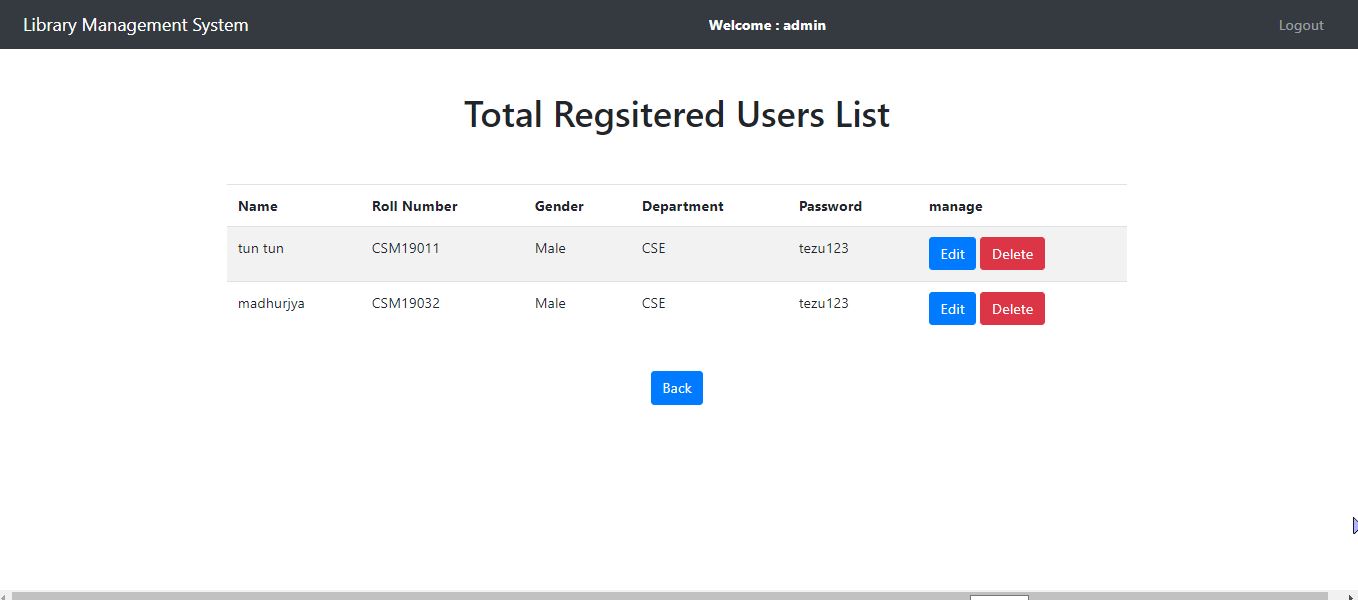 Library Management System Welcome : admin Logout
Total Regsitered Users List
Name Roll Number Gender Department Password manage
tun tun CSM19011 Male CSE tezu123 Edit Delete
madhurjya CSM19032 Male CSE tezu123 Edit Delete
Back